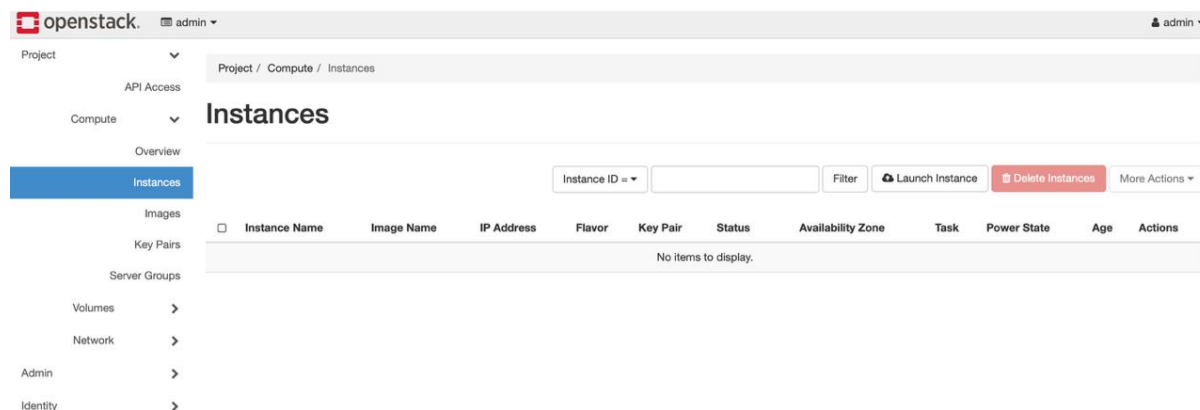 openstack. admin admin
Project
API Access
Compute
Overview
Instances
Images
Key Pairs
Server Groups
Volumes
Network
Admin
Identity
Project / Compute / Instances
Instances
Instance ID = Filter Launch Instance Delete Instances More Actions
Instance Name Image Name IP Address Flavor Key Pair Status Availability Zone Task Power State Age Actions
No items to display.